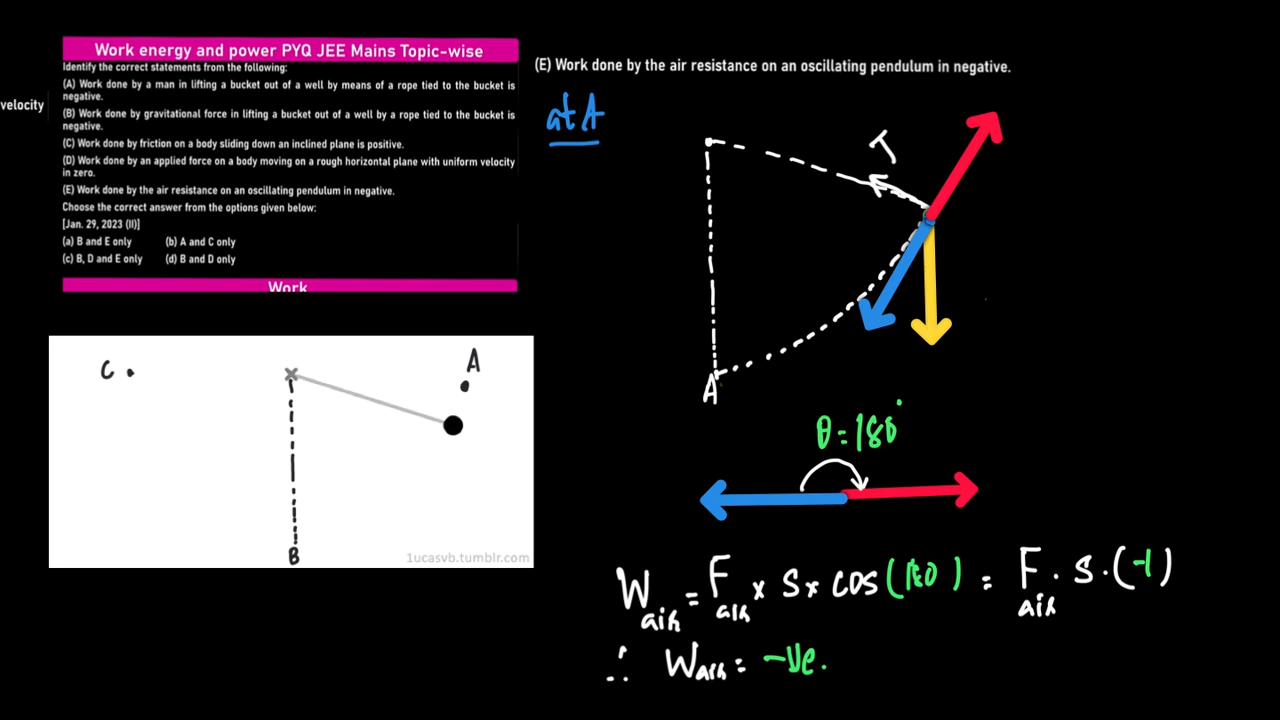 Work energy and power PYQ JEE Mains Topic-wise
Identify the correct statements from the following:
(A) Work done by a man in lifting a bucket out of a well by means of a rope tied to the bucket is
negative.
(B) Work done by gravitational force in lifting a bucket out of a well by a rope tied to the bucket is
negative.
(C) Work done by friction on a body sliding down an inclined plane is positive.
(D) Work done by an applied force on a body moving on a rough horizontal plane with uniform velocity
in zero.
(E) Work done by the air resistance on an oscillating pendulum in negative.
Choose the correct answer from the options given below:
[Jan. 29, 2023 (II)]
(a) B and E only (b) A and C only
(c) B, D and E only (d) B and D only
Work
velocity
(E) Work done by the air resistance on an oscillating pendulum in negative.
at A
T
A
θ = 180°
W air = F air × S × cos (180) = F air . S . (-1)
∴ W air = -ve.
C
A
B
1ucasvb.tumblr.com